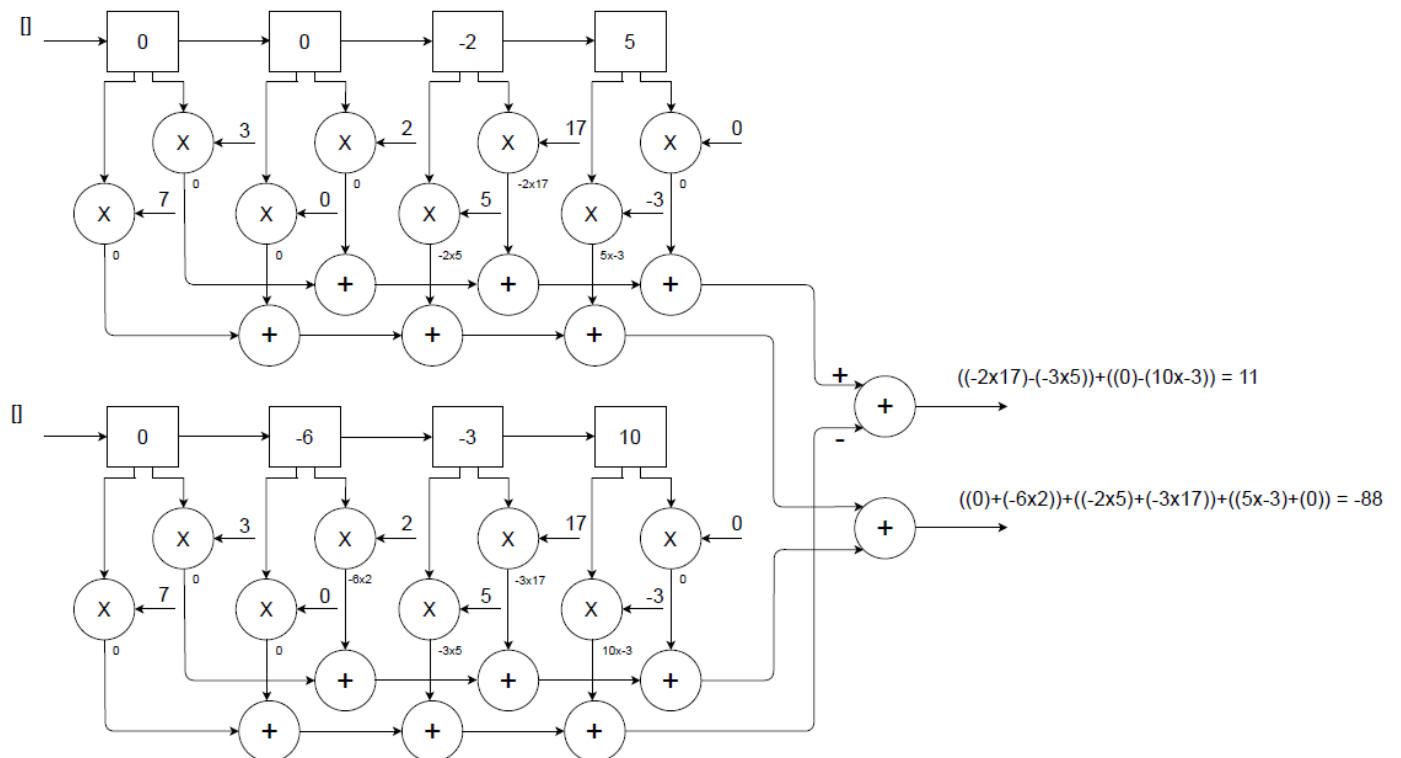 []
0 0 -2 5
X 3 X 2 X 17 X 0
0 0 -2x17 0
X 7 X 0 X 5 X -3
0 0 -2x5 5x-3
+ + +
+ + +
((-2x17)-(-3x5))+((0)-(10x-3)) = 11
+
+
-
[]
0 -6 -3 10
((0)+(-6x2))+((-2x5)+(-3x17))+((5x-3)+(0)) = -88
+
X 3 X 2 X 17 X 0
0 -6x2 -3x17 0
X 7 X 0 X 5 X -3
0 0 -3x5 10x-3
+ + +
+ + +